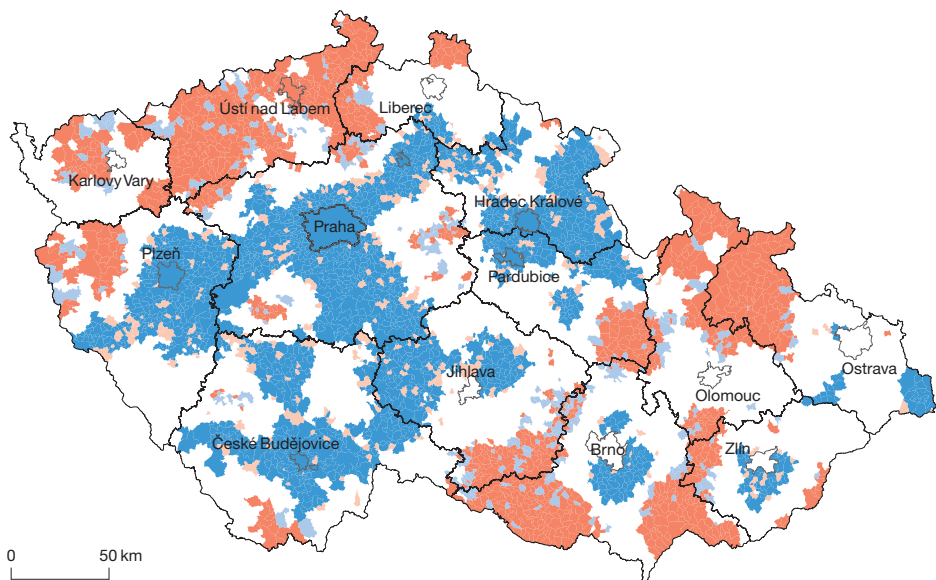 Ústí nad Labem
Liberec
Karlovy Vary
Hradec Králové
Praha
Plzeň
Pardubice
Jihlava
Ostrava
Olomouc
České Budějovice
Brno
Zlín
0 50 km